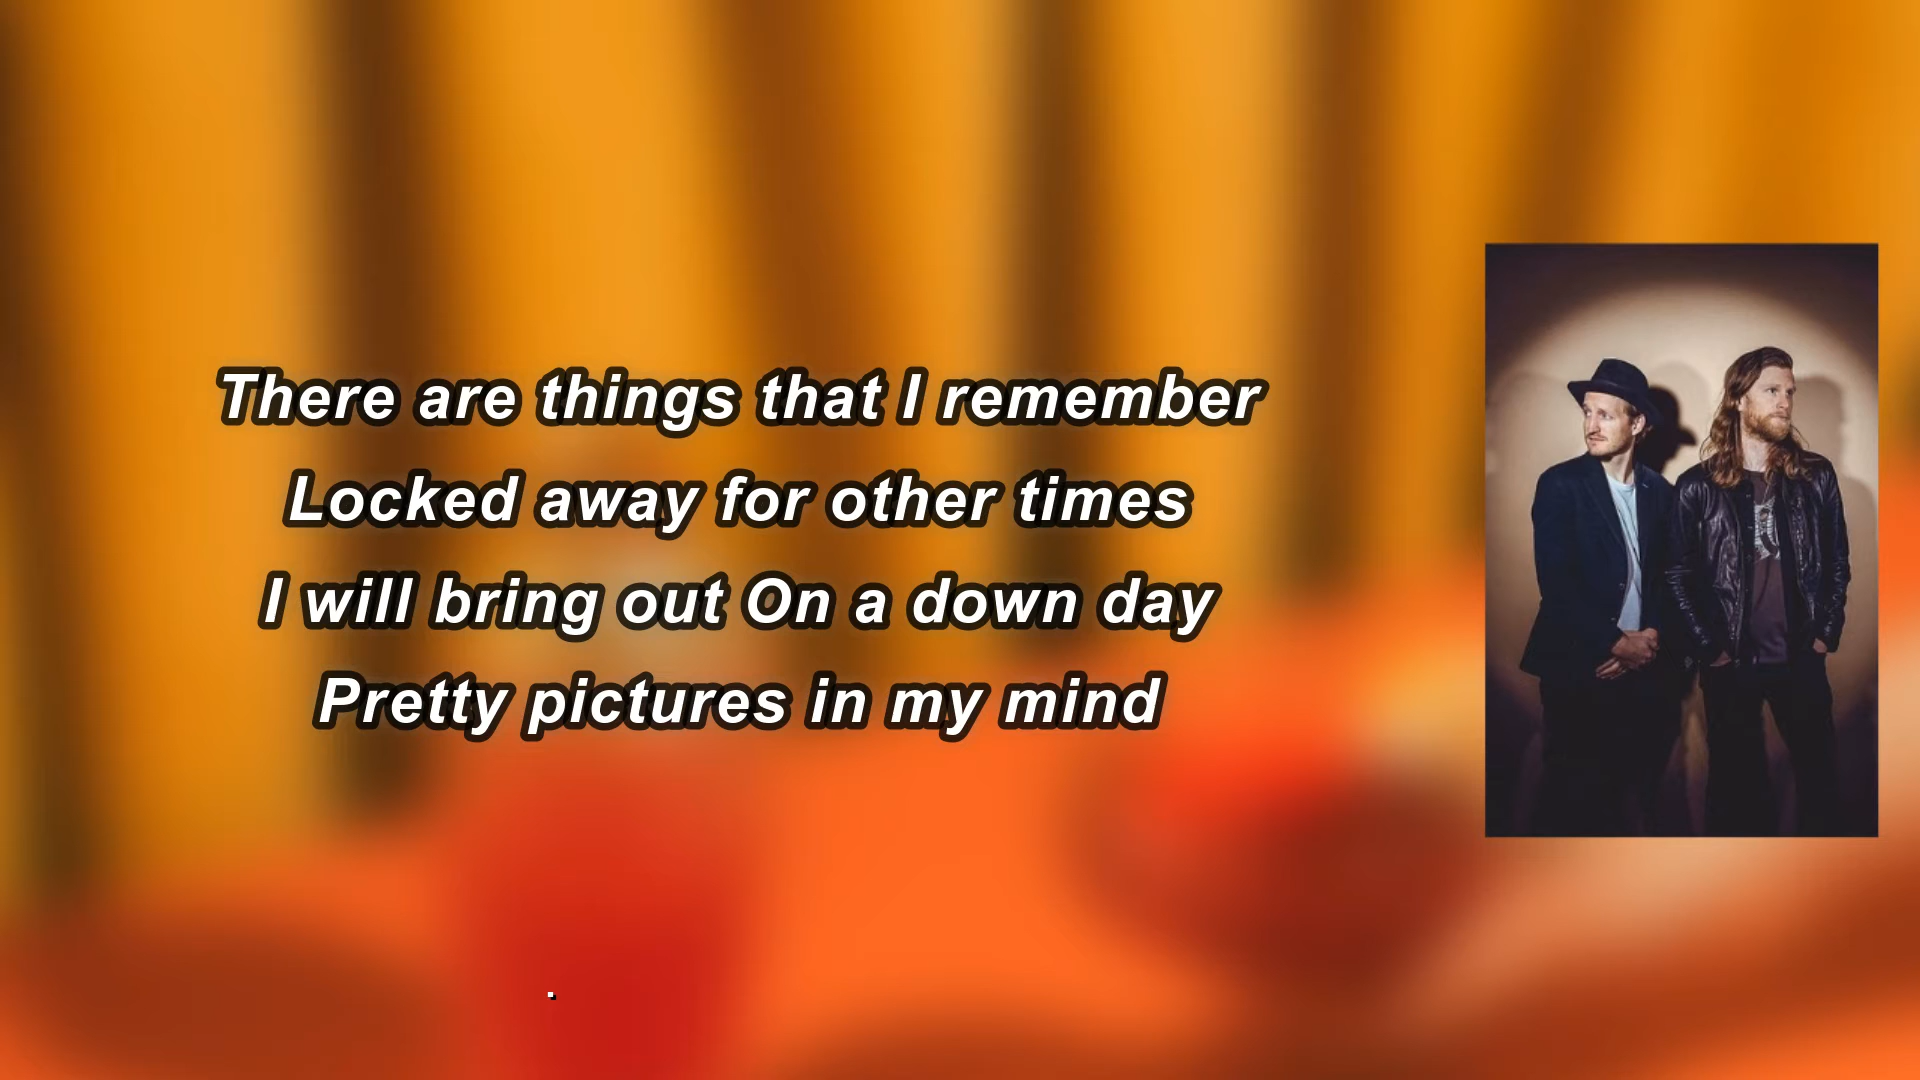 There are things that I remember
Locked away for other times
I will bring out On a down day
Pretty pictures in my mind